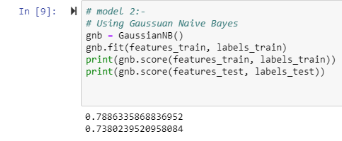 In [9]:
# model 2:-
# Using Gaussuan Naive Bayes
gnb = GaussianNB()
gnb.fit(features_train, labels_train)
print(gnb.score(features_train, labels_train))
print(gnb.score(features_test, labels_test))
0.7886335868836952
0.7380239520958084